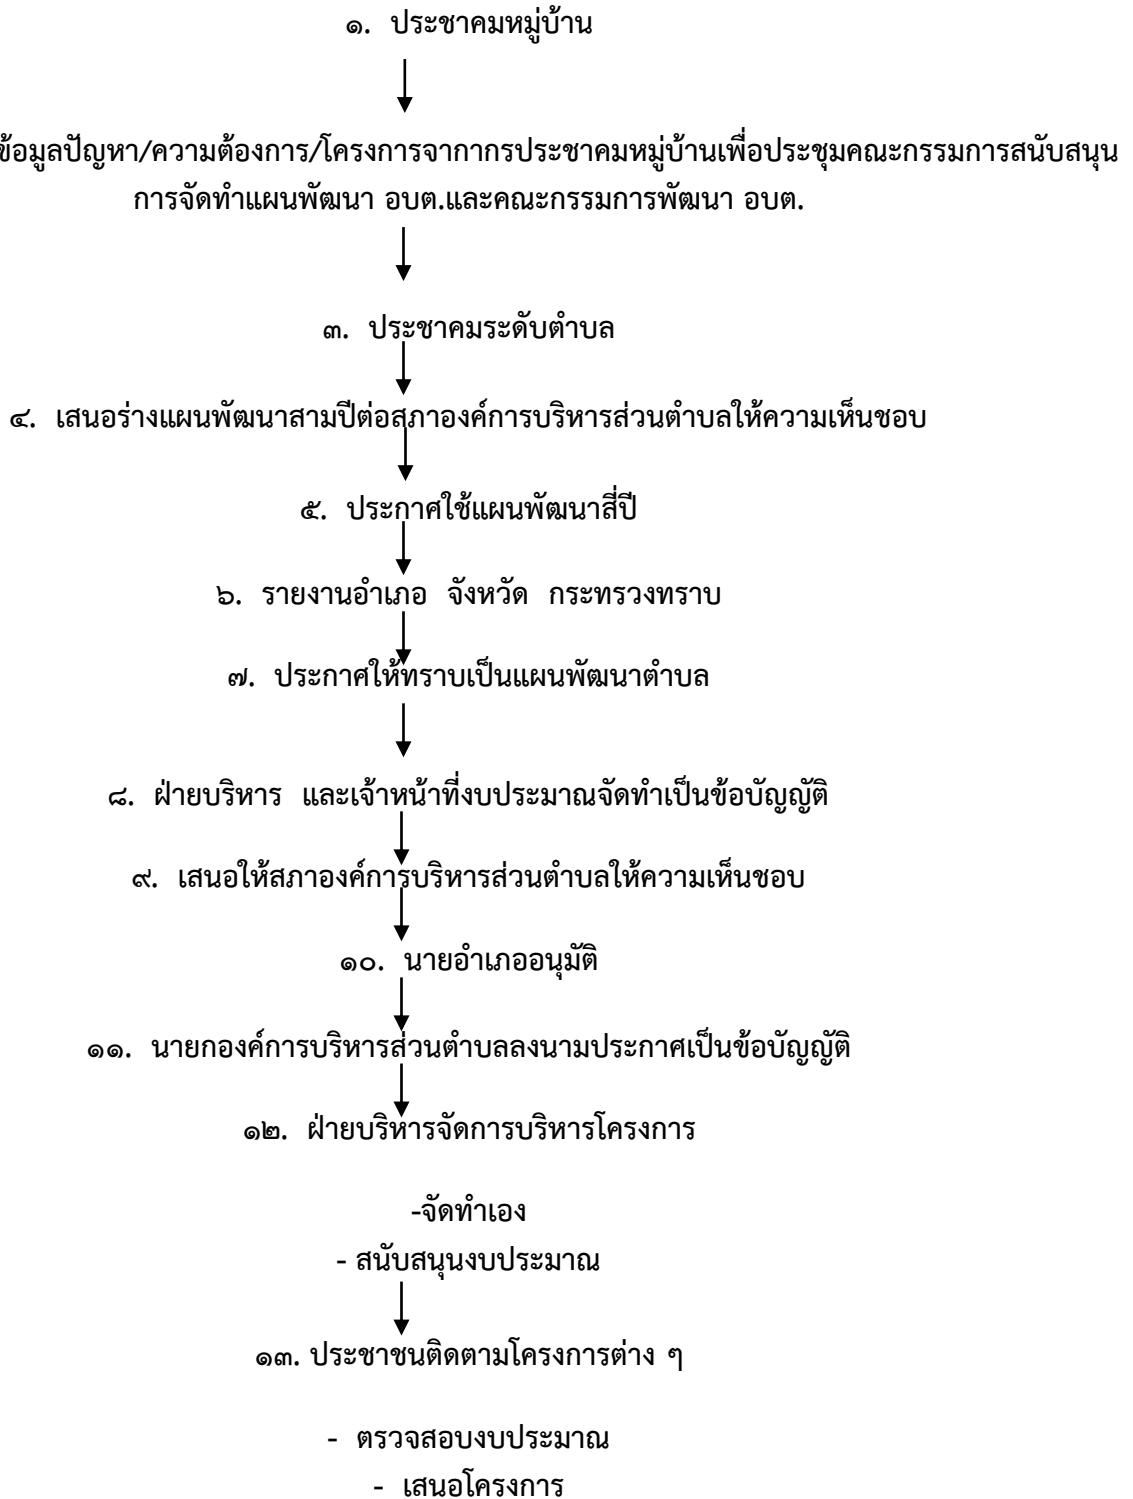 ๑. ประชาคมหมู่บ้าน
ข้อมูลปัญหา/ความต้องการ/โครงการจากากรประชาคมหมู่บ้านเพื่อประชุมคณะกรรมการสนับสนุน
การจัดทำแผนพัฒนา อบต.และคณะกรรมการพัฒนา อบต.
๓. ประชาคมระดับตำบล
๔. เสนอร่างแผนพัฒนาสามปีต่อสภาองค์การบริหารส่วนตำบลให้ความเห็นชอบ
๕. ประกาศใช้แผนพัฒนาสี่ปี
๖. รายงานอำเภอ จังหวัด กระทรวงทราบ
๗. ประกาศให้ทราบเป็นแผนพัฒนาตำบล
๘. ฝ่ายบริหาร และเจ้าหน้าที่งบประมาณจัดทำเป็นข้อบัญญัติ
๙. เสนอให้สภาองค์การบริหารส่วนตำบลให้ความเห็นชอบ
๑๐. นายอำเภออนุมัติ
๑๑. นายกองค์การบริหารส่วนตำบลลงนามประกาศเป็นข้อบัญญัติ
๑๒. ฝ่ายบริหารจัดการบริหารโครงการ
-จัดทำเอง
- สนับสนุนงบประมาณ
๑๓. ประชาชนติดตามโครงการต่าง ๆ
- ตรวจสอบงบประมาณ
- เสนอโครงการ